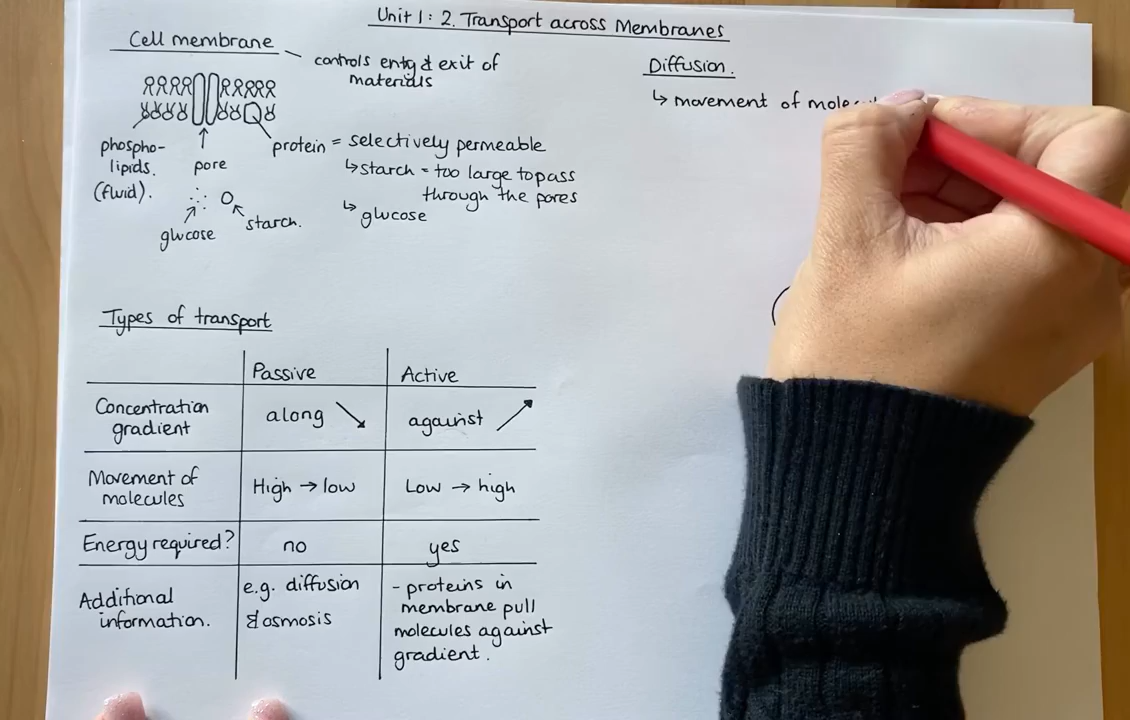 Unit 1: 2. Transport across Membranes
Cell membrane
controls entry & exit of
materials
phospho-
lipids.
(fluid).
pore
protein = selectively permeable
↳ starch = too large to pass
through the pores
↳ glucose
glucose
starch.
Types of transport
Passive
Active
Concentration
gradient
along ↘
against ↗
Movement of
molecules
High → low
Low → high
Energy required?
no
yes
Additional
information.
e.g. diffusion
& osmosis
- proteins in
membrane pull
molecules against
gradient.
Diffusion.
↳ movement of